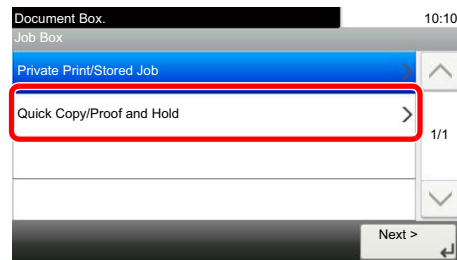 Document Box.
10:10
Job Box
Private Print/Stored Job
Quick Copy/Proof and Hold
1/1
Next >